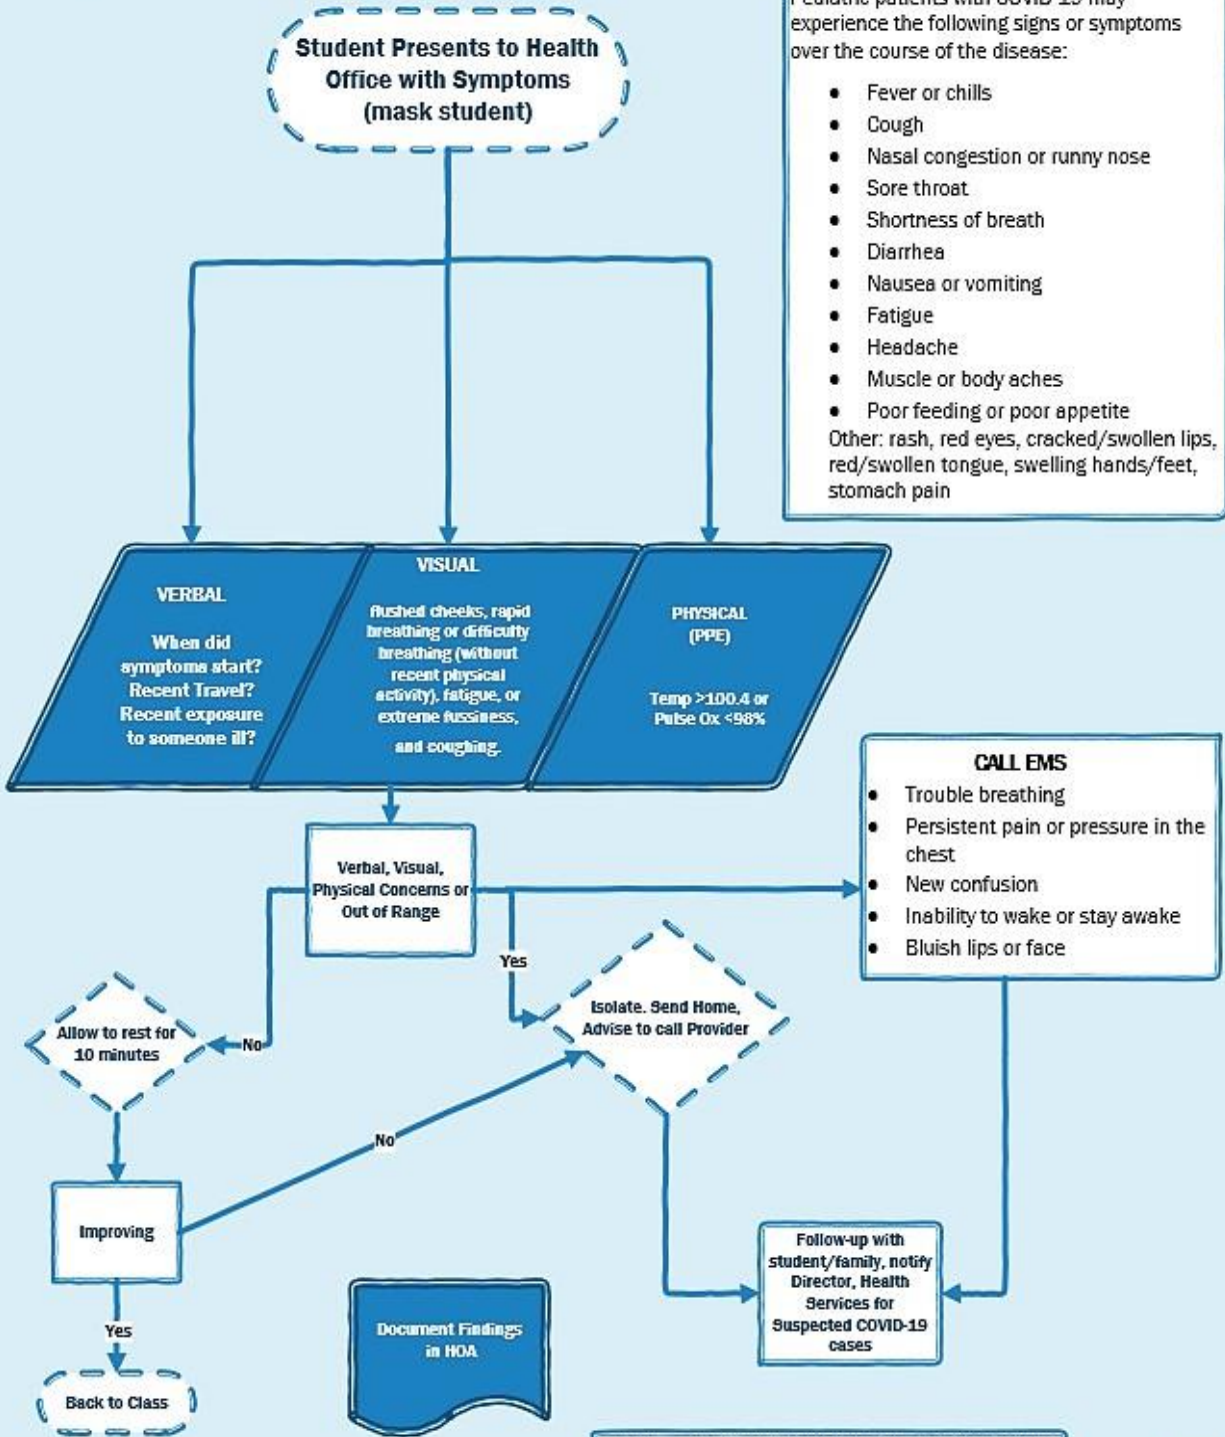 Student Presents to Health
Office with Symptoms
(mask student)
Pediatric patients with COVID-19 may
experience the following signs or symptoms
over the course of the disease:
• Fever or chills
• Cough
• Nasal congestion or runny nose
• Sore throat
• Shortness of breath
• Diarrhea
• Nausea or vomiting
• Fatigue
• Headache
• Muscle or body aches
• Poor feeding or poor appetite
Other: rash, red eyes, cracked/swollen lips,
red/swollen tongue, swelling hands/feet,
stomach pain
VERBAL
When did
symptoms start?
Recent Travel?
Recent exposure
to someone ill?
VISUAL
flushed cheeks, rapid
breathing or difficulty
breathing (without
recent physical
activity), fatigue, or
extreme fussiness,
and coughing.
PHYSICAL
(PPE)
Temp >100.4 or
Pulse Ox <98%
Verbal, Visual,
Physical Concerns or
Out of Range
CALL EMS
• Trouble breathing
• Persistent pain or pressure in the
chest
• New confusion
• Inability to wake or stay awake
• Bluish lips or face
Yes
No
Allow to rest for
10 minutes
Isolate. Send Home,
Advise to call Provider
No
Improving
Yes
Back to Class
Document Findings
in HOA
Follow-up with
student/family, notify
Director, Health
Services for
Suspected COVID-19
cases